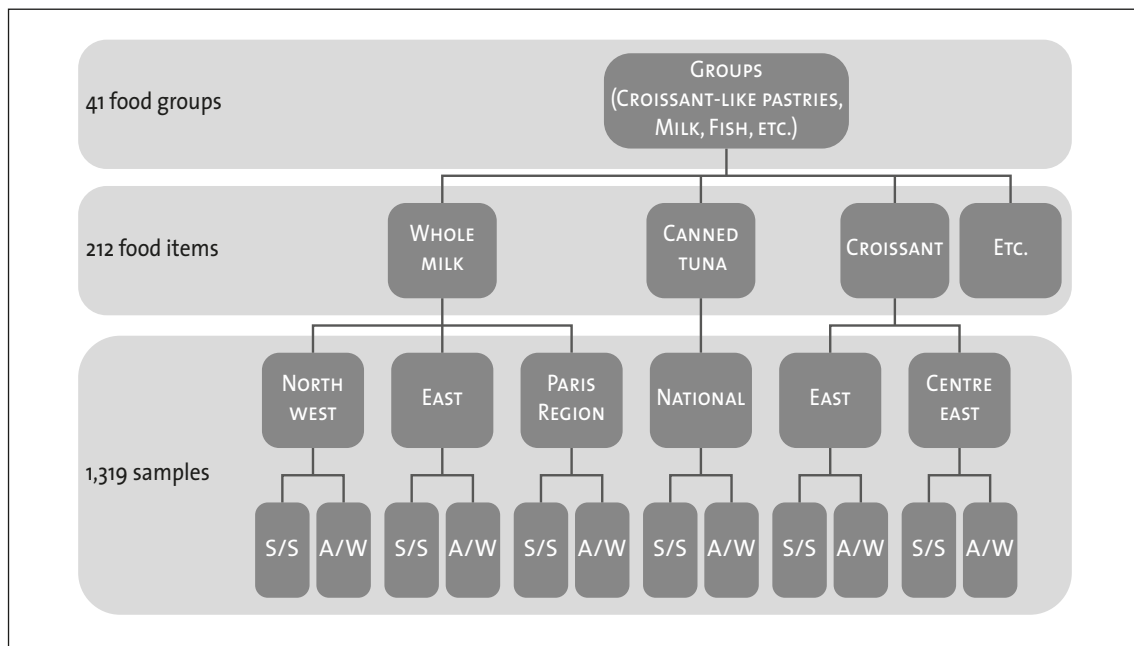 41 food groups
Groups
(Croissant-like pastries,
Milk, Fish, etc.)
212 food items
Whole
milk
Canned
tuna
Croissant
Etc.
1,319 samples
North
west
East
Paris
Region
National
East
Centre
east
S/S
A/W
S/S
A/W
S/S
A/W
S/S
A/W
S/S
A/W
S/S
A/W